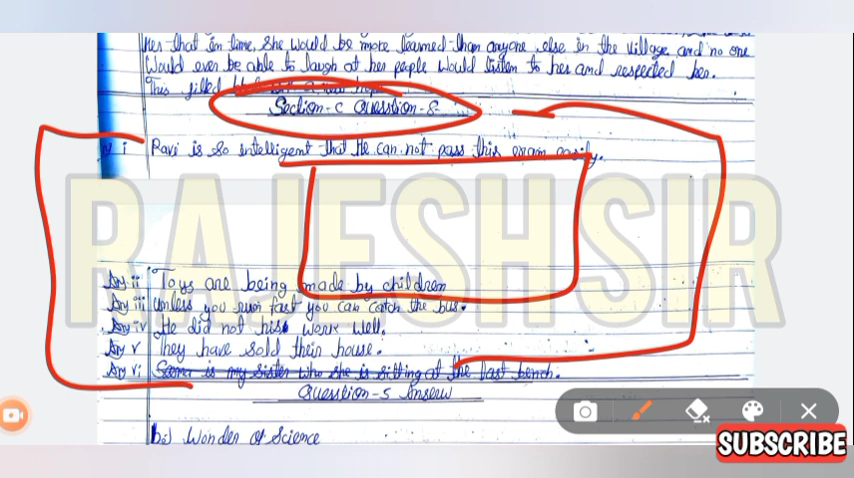 her that in time, she would be more learned than anyone else in the village and no one
would ever be able to laugh at her people would listen to her and respected her.
This filled
Section-C Question-8
i Ravi is so intelligent that He can not pass this exam easily.
RAJESH SIR
Ans ii Toys are being made by children
Ans iii Unless you run fast you can catch the bus.
Ans iv He did not his work well.
Ans v They have sold their house.
Ans vi is my sister who she is sitting at the last bench.
Question-5 Answ
Wonder of Science
SUBSCRIBE